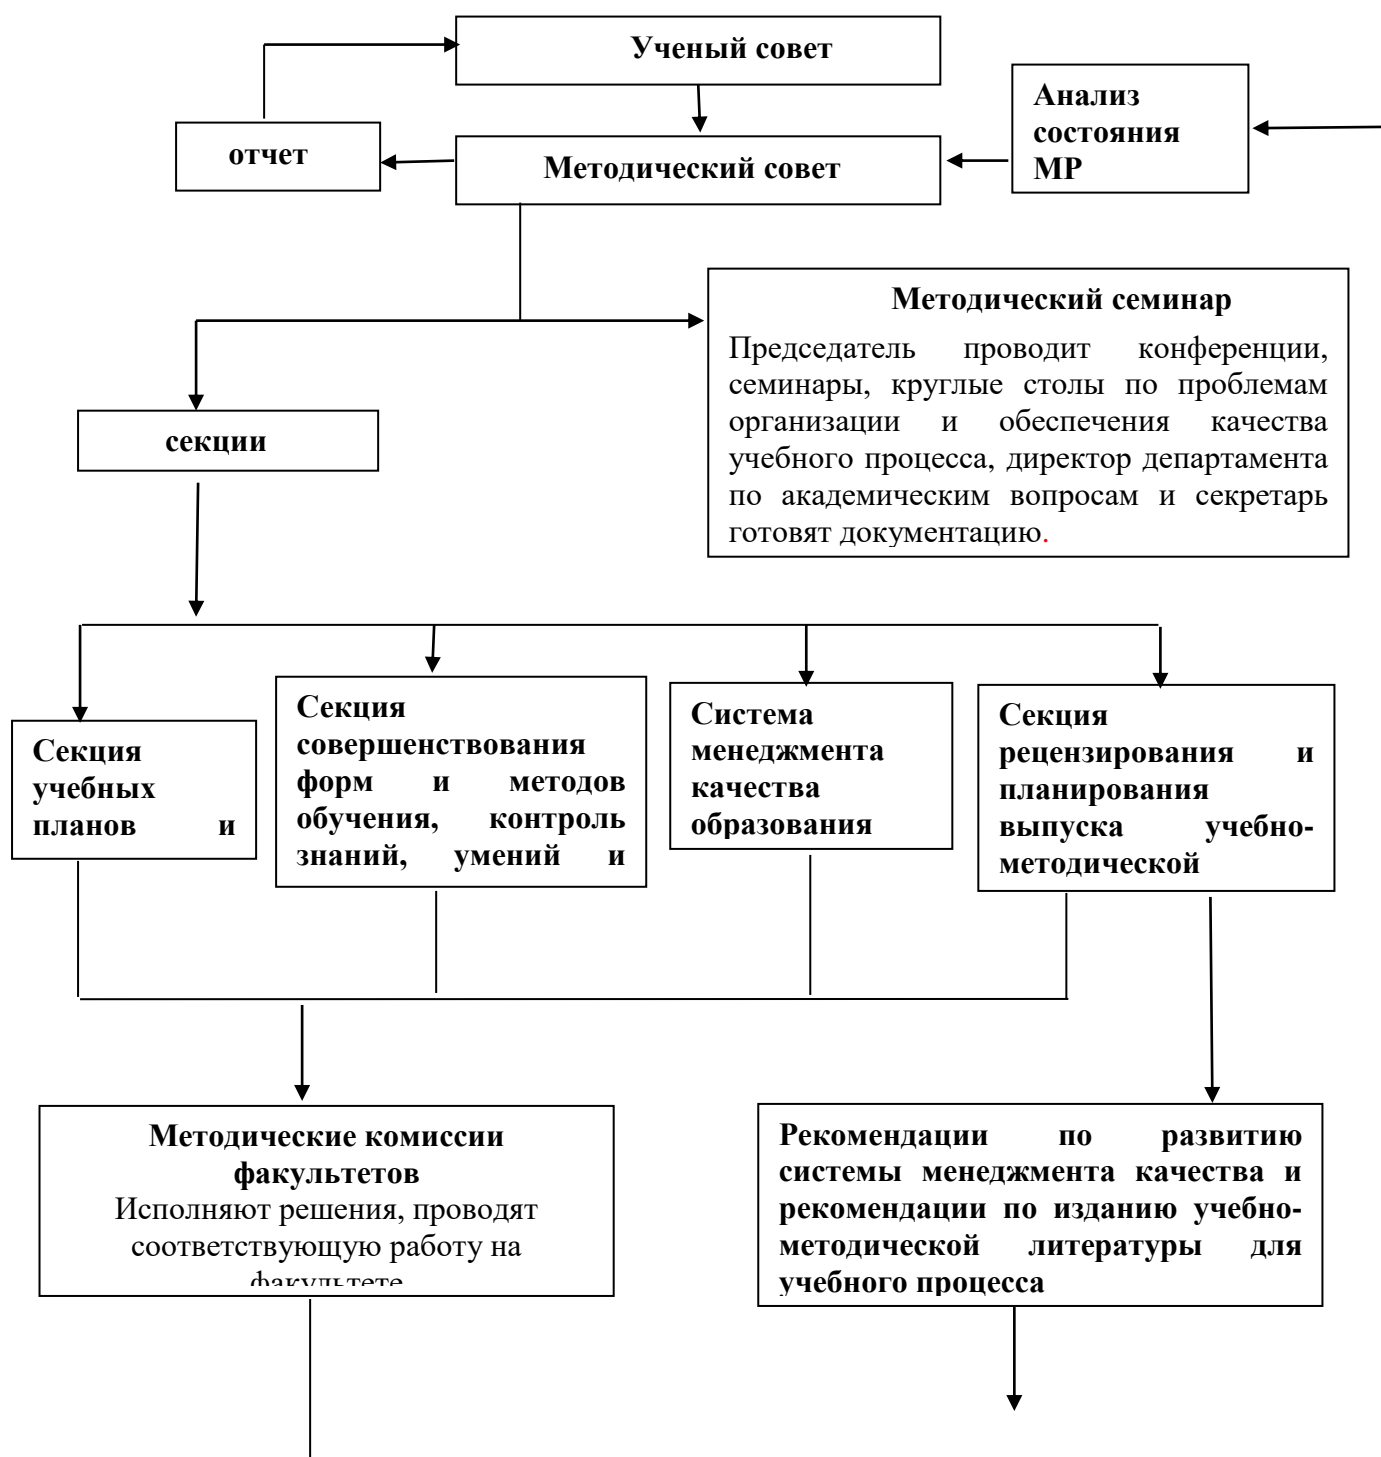 Ученый совет
Анализ
состояния
МР
отчет
Методический совет
Методический семинар
Председатель проводит конференции,
семинары, круглые столы по проблемам
организации и обеспечения качества
учебного процесса, директор департамента
по академическим вопросам и секретарь
готовят документацию.
секции
Секция
учебных
планов и
Секция
совершенствования
форм и методов
обучения, контроль
знаний, умений и
Система
менеджмента
качества
образования
Секция
рецензирования и
планирования
выпуска учебно-
методической
Методические комиссии
факультетов
Исполняют решения, проводят
соответствующую работу на
факультете
Рекомендации по развитию
системы менеджмента качества и
рекомендации по изданию учебно-
методической литературы для
учебного процесса